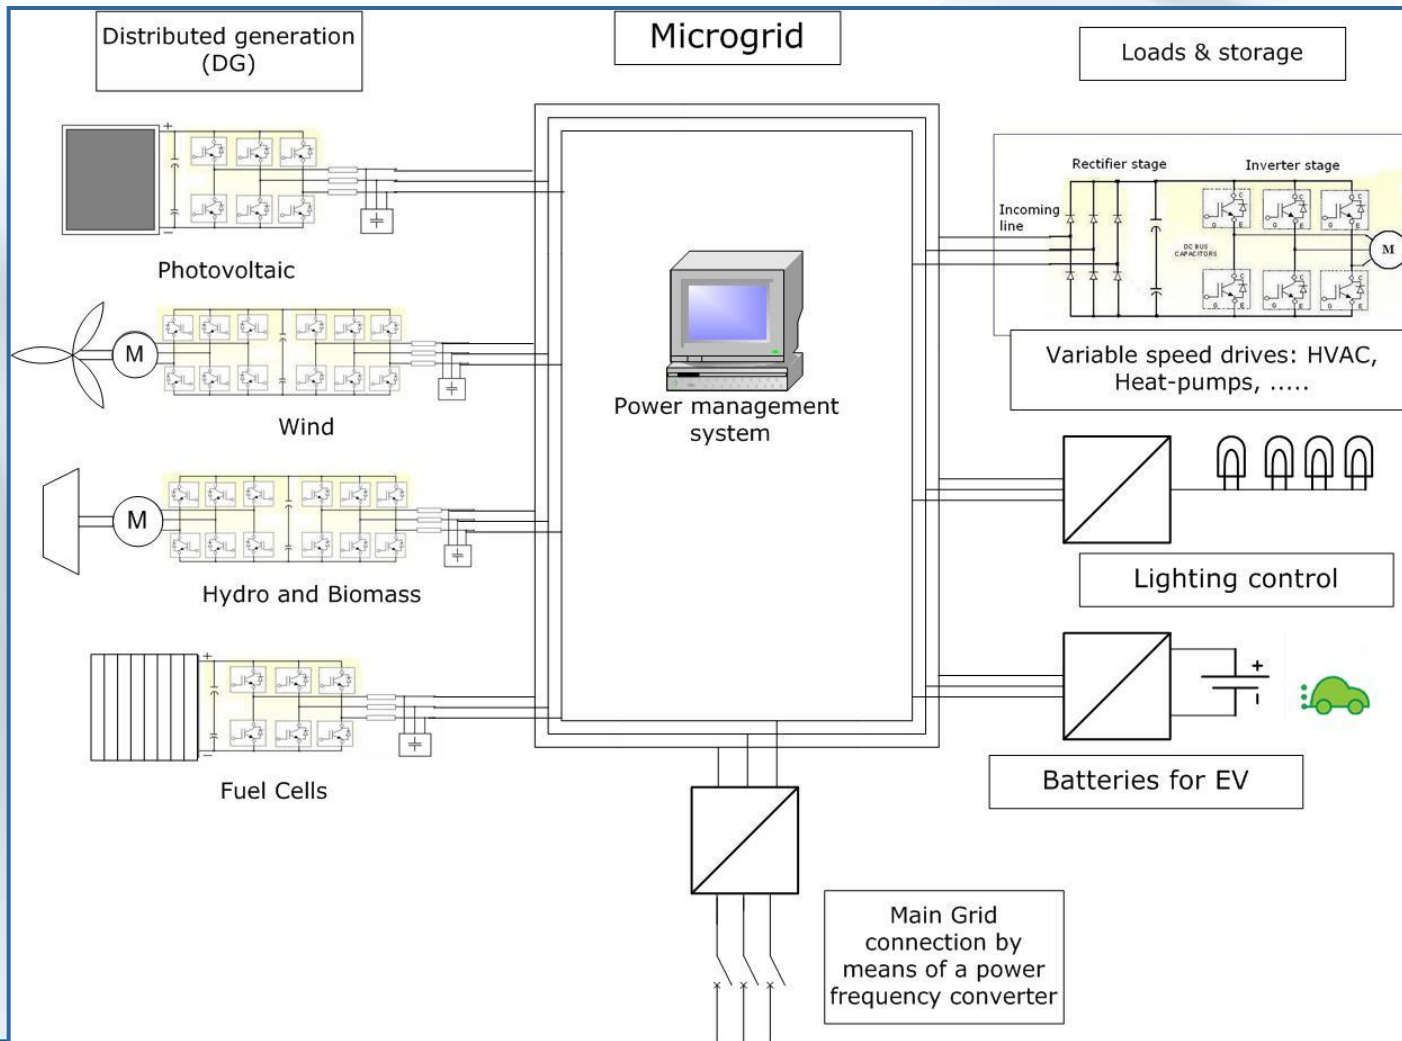 Distributed generation
(DG)
Microgrid
Loads & storage
+
−
Photovoltaic
M
Wind
M
Hydro and Biomass
+
−
Fuel Cells
Power management
system
Rectifier stage
Inverter stage
Incoming
line
DC BUS
CAPACITORS
C
C
C
G
E
G
E
G
E
C
C
C
G
E
G
E
G
E
M
Variable speed drives: HVAC,
Heat-pumps, .....
Lighting control
+
−
Batteries for EV
Main Grid
connection by
means of a power
frequency converter